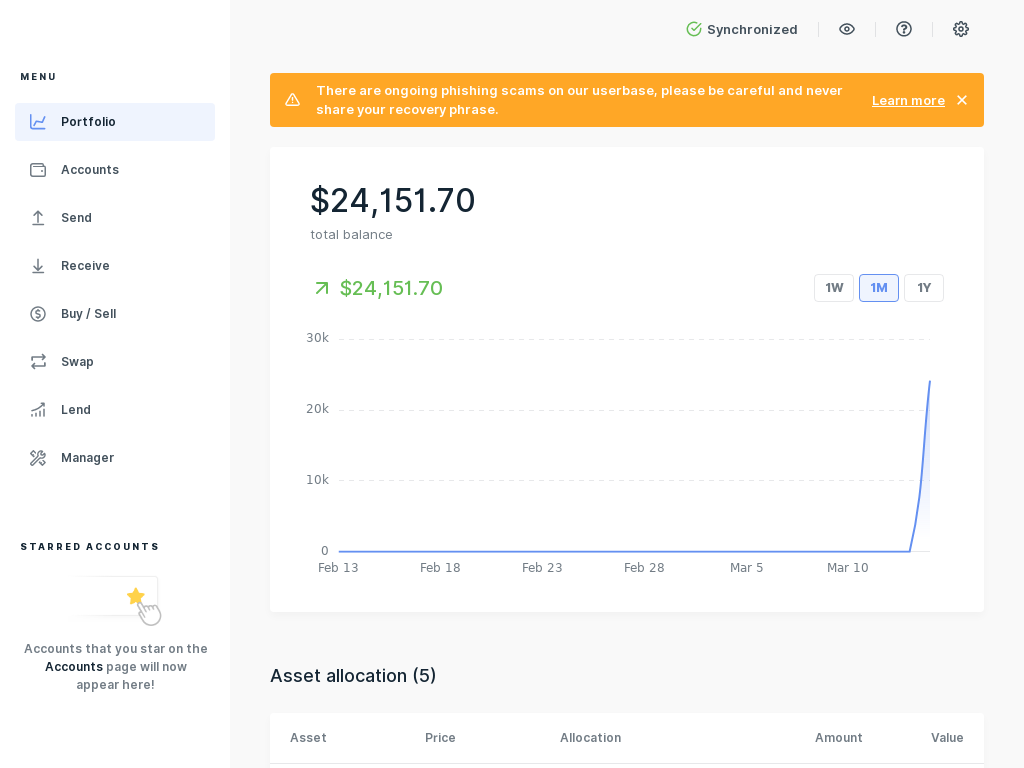 MENU
Portfolio
Accounts
Send
Receive
Buy / Sell
Swap
Lend
Manager
STARRED ACCOUNTS
Accounts that you star on the
Accounts page will now
appear here!
Synchronized
There are ongoing phishing scams on our userbase, please be careful and never
share your recovery phrase.
Learn more
$24,151.70
total balance
$24,151.70
1W 1M 1Y
30k
20k
10k
0
Feb 13 Feb 18 Feb 23 Feb 28 Mar 5 Mar 10
Asset allocation (5)
Asset Price Allocation Amount Value